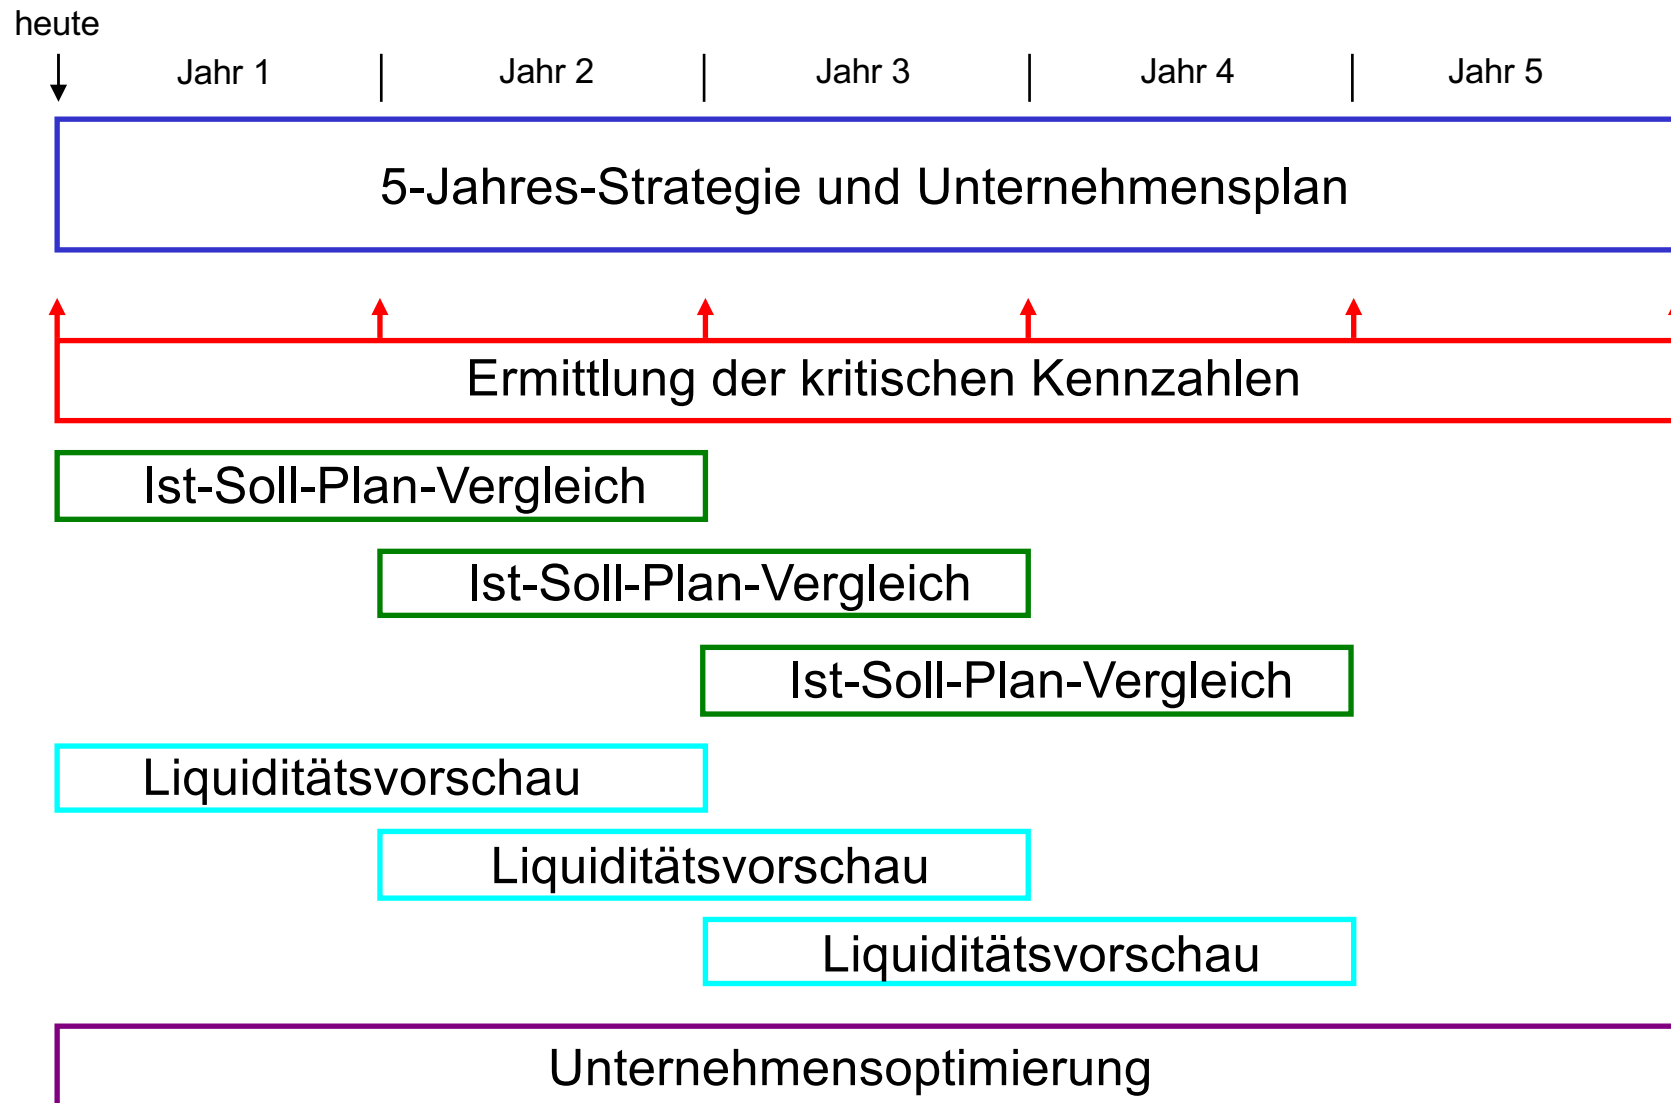 heute
Jahr 1 Jahr 2 Jahr 3 Jahr 4 Jahr 5
5-Jahres-Strategie und Unternehmensplan
Ermittlung der kritischen Kennzahlen
Ist-Soll-Plan-Vergleich
Ist-Soll-Plan-Vergleich
Ist-Soll-Plan-Vergleich
Liquiditätsvorschau
Liquiditätsvorschau
Liquiditätsvorschau
Unternehmensoptimierung